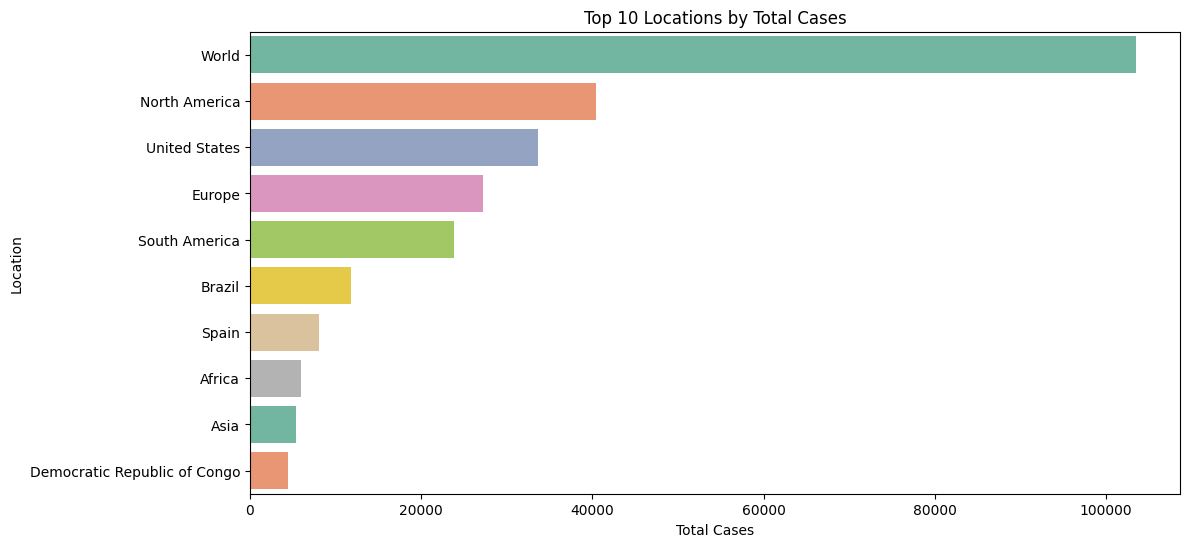 Top 10 Locations by Total Cases
Location
World
North America
United States
Europe
South America
Brazil
Spain
Africa
Asia
Democratic Republic of Congo
0 20000 40000 60000 80000 100000
Total Cases